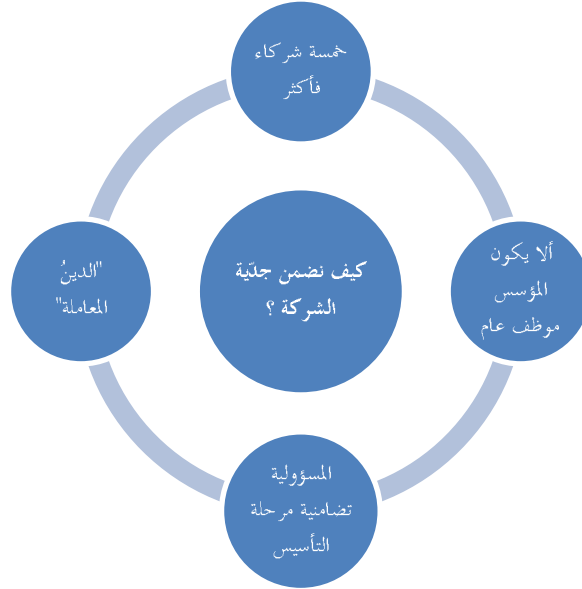 خمسة شركاء
فأكثر
ألا يكون
المؤسس
موظف عام
كيف نضمن جدّية
الشركة ؟
"الدينُ
المعاملة"
المسؤولية
تضامنية مرحلة
التأسيس